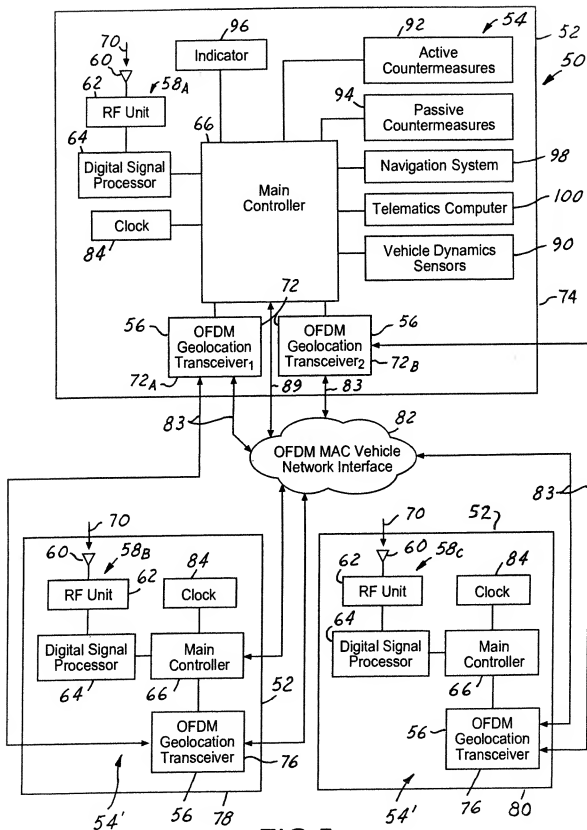 96
92
54
52
70
60
Indicator
Active
Countermeasures
50
62
58A
66
94
RF Unit
Passive
Countermeasures
64
Digital Signal
Processor
Main
Controller
Navigation System
98
Telematics Computer
100
Clock
84
Vehicle Dynamics
Sensors
90
72
74
56
OFDM
Geolocation
Transceiver1
OFDM
Geolocation
Transceiver2
56
72A
72B
83
89
83
82
OFDM MAC Vehicle
Network Interface
83
70
60
58B
84
62
RF Unit
Clock
Digital Signal
Processor
Main
Controller
64
66
52
OFDM
Geolocation
Transceiver
76
54'
56
78
70
52
60
58C
84
62
RF Unit
Clock
64
Digital Signal
Processor
Main
Controller
66
56
OFDM
Geolocation
Transceiver
54'
76
80